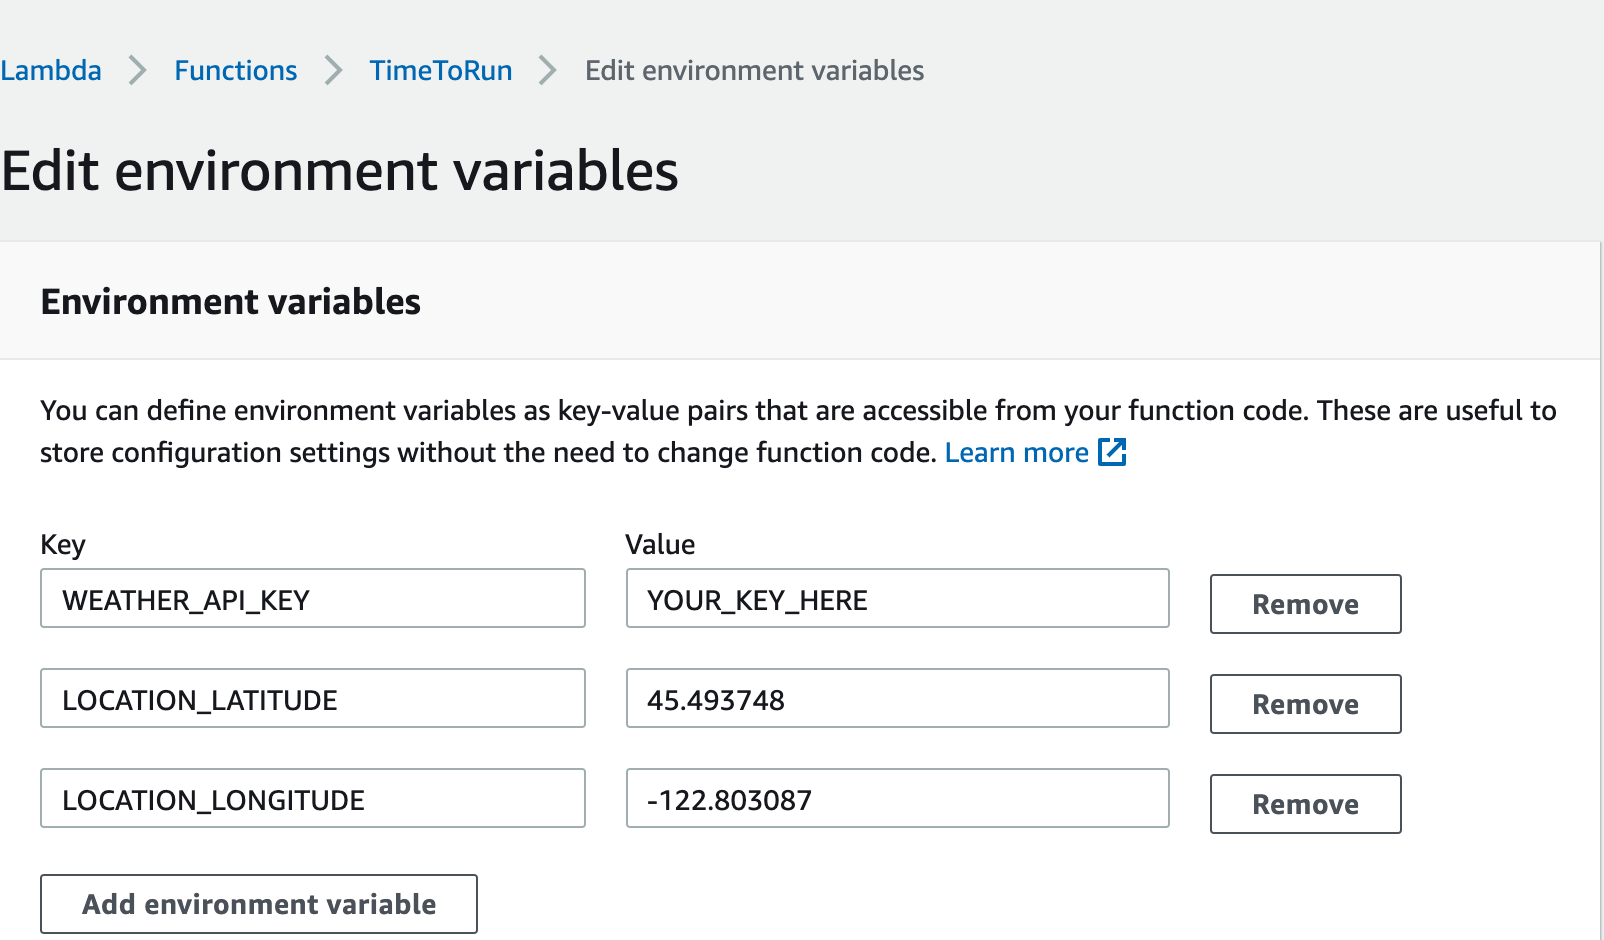 Lambda > Functions > TimeToRun > Edit environment variables
Edit environment variables
Environment variables
You can define environment variables as key-value pairs that are accessible from your function code. These are useful to
store configuration settings without the need to change function code. Learn more
Key Value
WEATHER_API_KEY YOUR_KEY_HERE Remove
LOCATION_LATITUDE 45.493748 Remove
LOCATION_LONGITUDE -122.803087 Remove
Add environment variable